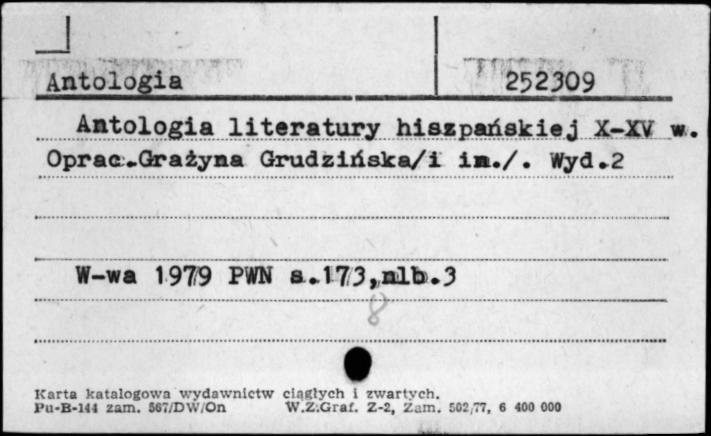 Antologia 252309
Antologia literatury hiszpańskiej X-XV w.
Oprac.Grażyna Grudzińska/i in./. Wyd.2
W-wa 1979 PWN s.173,nlb.3
8
Karta katalogowa wydawnictw ciągłych i zwartych.
Pu-B-144 zam. 567/DW/On W.Z.Graf. Z-2, Zam. 502/77, 6 400 000